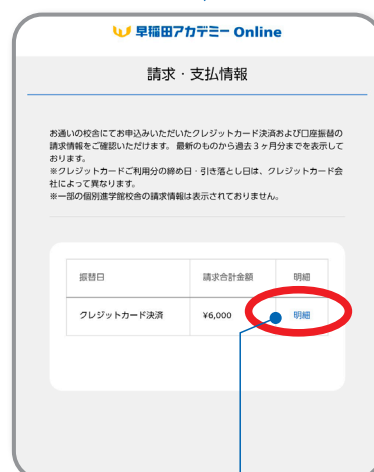 早稲田アカデミー Online
請求・支払情報
お通いの校舎にてお申込みいただいたクレジットカード決済および口座振替の
請求情報をご確認いただけます。 最新のものから過去３ヶ月分までを表示して
おります。
※クレジットカードご利用分の締め日・引き落とし日は、クレジットカード会
社によって異なります。
※一部の個別進学館校舎の請求情報は表示されておりません。
振替日 請求合計金額 明細
クレジットカード決済 ¥6,000 明細